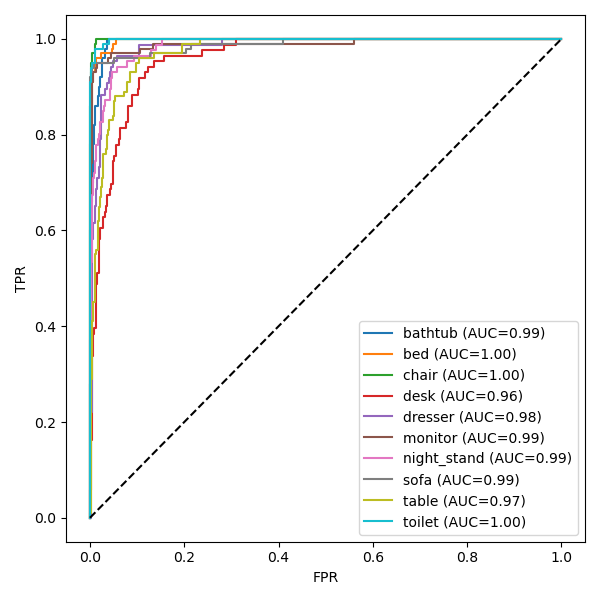 1.0
0.8
0.6
0.4
0.2
0.0
TPR
bathtub (AUC=0.99)
bed (AUC=1.00)
chair (AUC=1.00)
desk (AUC=0.96)
dresser (AUC=0.98)
monitor (AUC=0.99)
night_stand (AUC=0.99)
sofa (AUC=0.99)
table (AUC=0.97)
toilet (AUC=1.00)
0.0 0.2 0.4 0.6 0.8 1.0
FPR